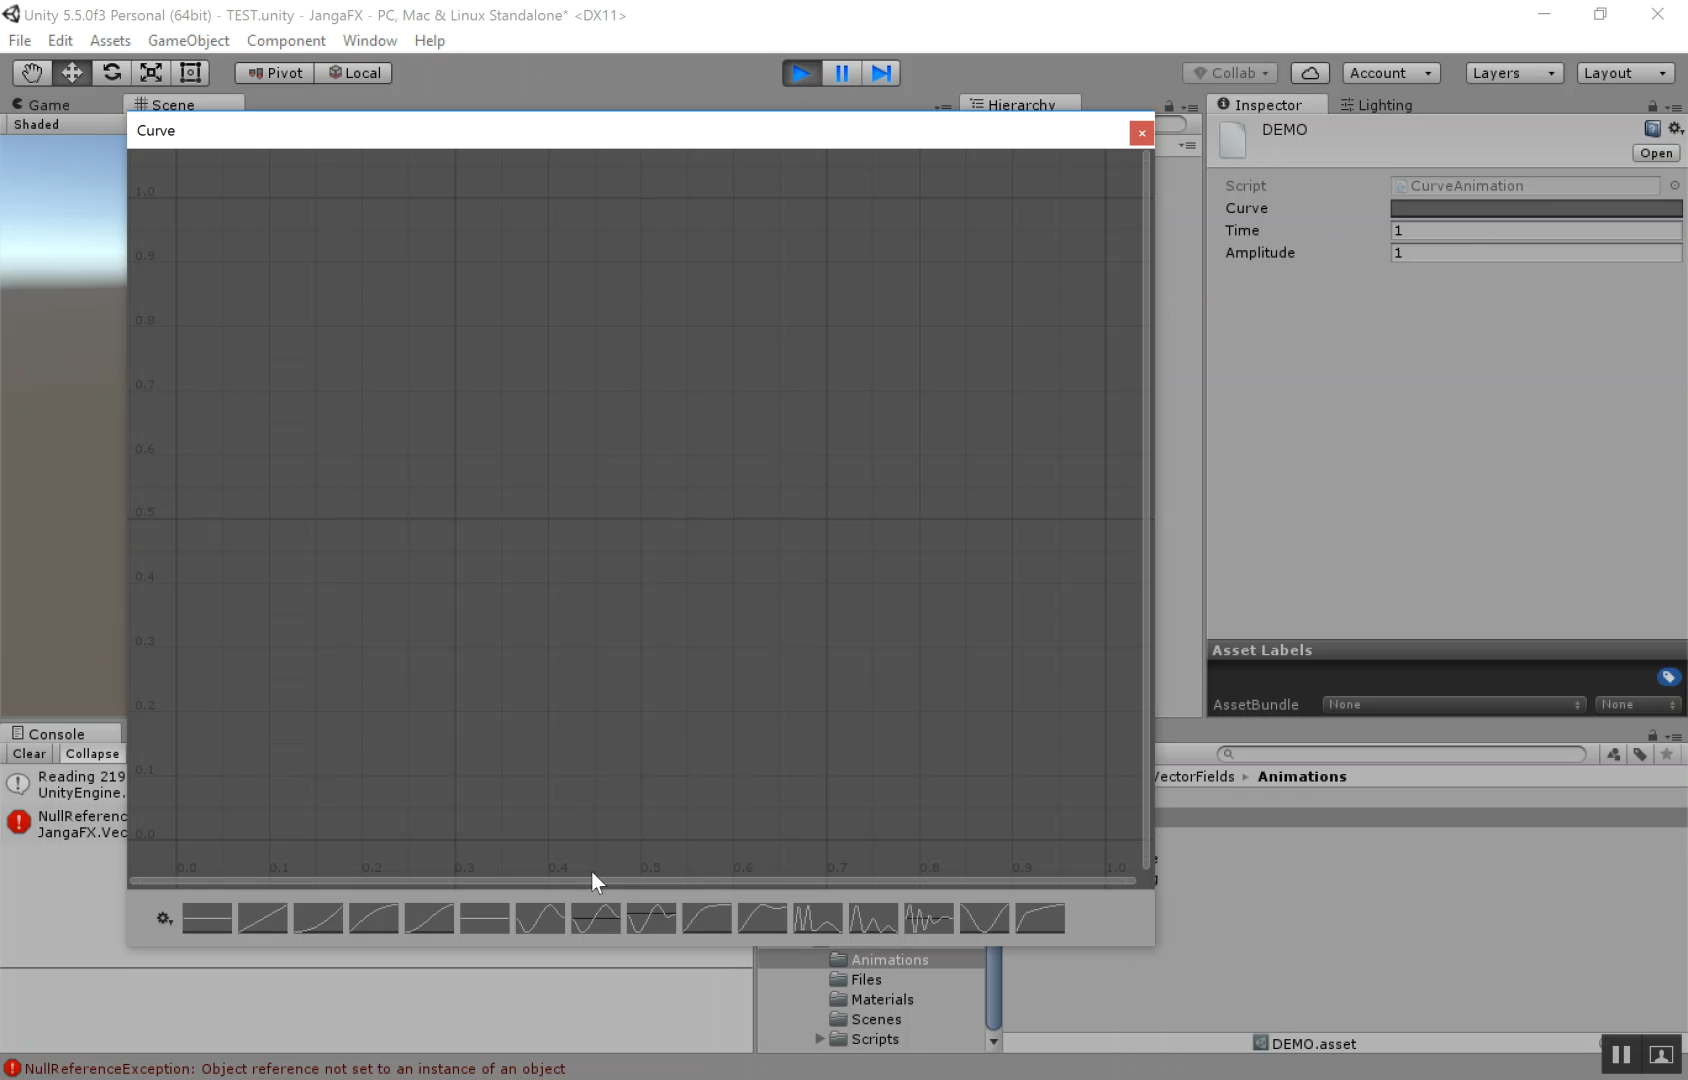 Unity 5.5.0f3 Personal (64bit) - TEST.unity - JangaFX - PC, Mac & Linux Standalone* <DX11>
File Edit Assets GameObject Component Window Help
Pivot Local Collab Account Layers Layout
Game Scene Hierarchy Inspector Lighting
Shaded
Curve
DEMO
Open
Script CurveAnimation
Curve
Time 1
Amplitude 1
1.0
0.9
0.8
0.7
0.6
0.5
0.4
0.3
0.2
0.1
0.0
0.0 0.1 0.2 0.3 0.4 0.5 0.6 0.7 0.8 0.9 1.0
Asset Labels
AssetBundle None None
Console
Clear Collapse
Reading 219
UnityEngine.
NullReferenc
JangaFX.Vec
VectorFields Animations
Animations
Files
Materials
Scenes
Scripts
DEMO.asset
NullReferenceException: Object reference not set to an instance of an object